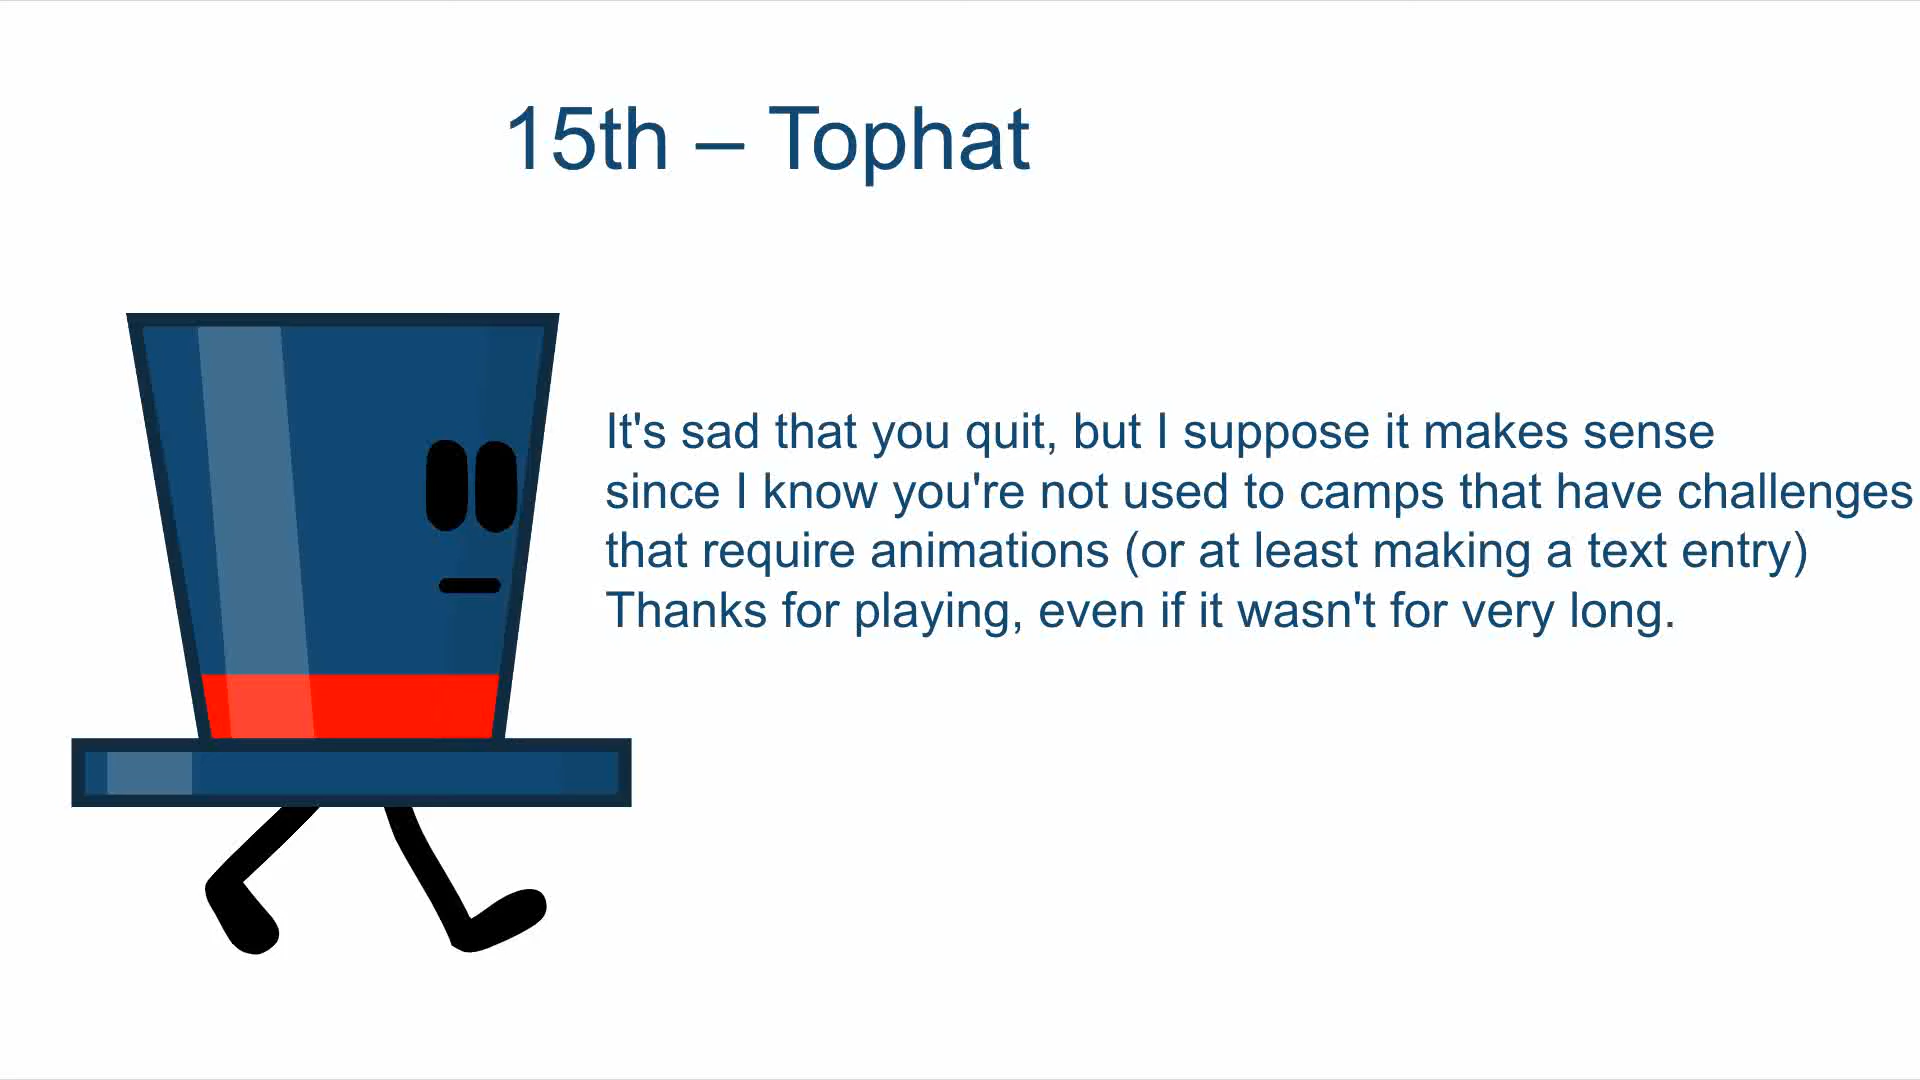 15th – Tophat
It's sad that you quit, but I suppose it makes sense
since I know you're not used to camps that have challenges
that require animations (or at least making a text entry)
Thanks for playing, even if it wasn't for very long.